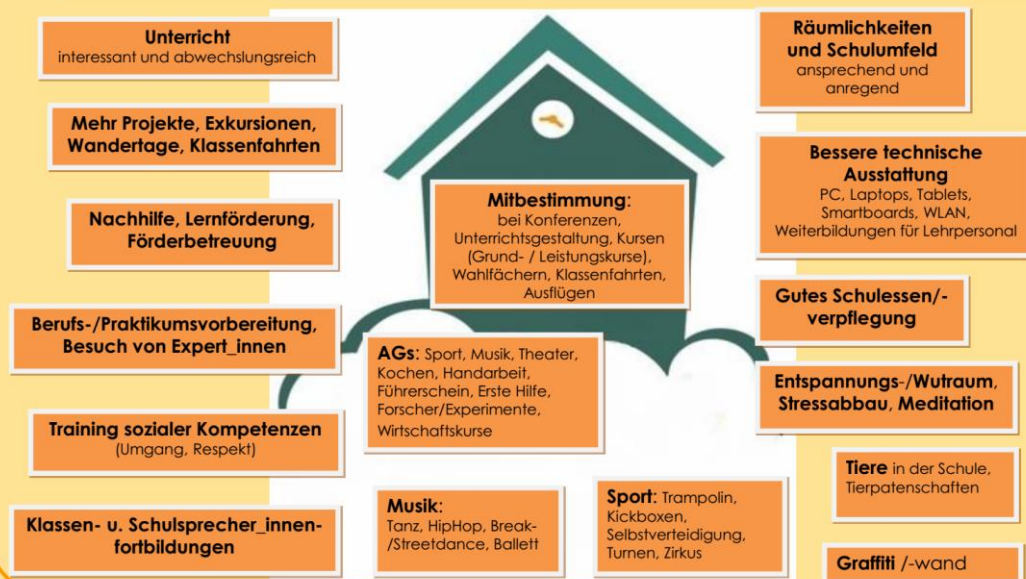 Unterricht
interessant und abwechslungsreich
Mehr Projekte, Exkursionen,
Wandertage, Klassenfahrten
Nachhilfe, Lernförderung,
Förderbetreuung
Berufs-/Praktikumsvorbereitung,
Besuch von Expert_innen
Training sozialer Kompetenzen
(Umgang, Respekt)
Klassen- u. Schulsprecher_innen-
fortbildungen
Mitbestimmung:
bei Konferenzen,
Unterrichtsgestaltung, Kursen
(Grund- / Leistungskurse),
Wahlfächern, Klassenfahrten,
Ausflügen
AGs: Sport, Musik, Theater,
Kochen, Handarbeit,
Führerschein, Erste Hilfe,
Forscher/Experimente,
Wirtschaftskurse
Musik:
Tanz, HipHop, Break-
/Streetdance, Ballett
Sport: Trampolin,
Kickboxen,
Selbstverteidigung,
Turnen, Zirkus
Räumlichkeiten
und Schulumfeld
ansprechend und
anregend
Bessere technische
Ausstattung
PC, Laptops, Tablets,
Smartboards, WLAN,
Weiterbildungen für Lehrpersonal
Gutes Schulessen/-
verpflegung
Entspannungs-/Wutraum,
Stressabbau, Meditation
Tiere in der Schule,
Tierpatenschaften
Graffiti /-wand